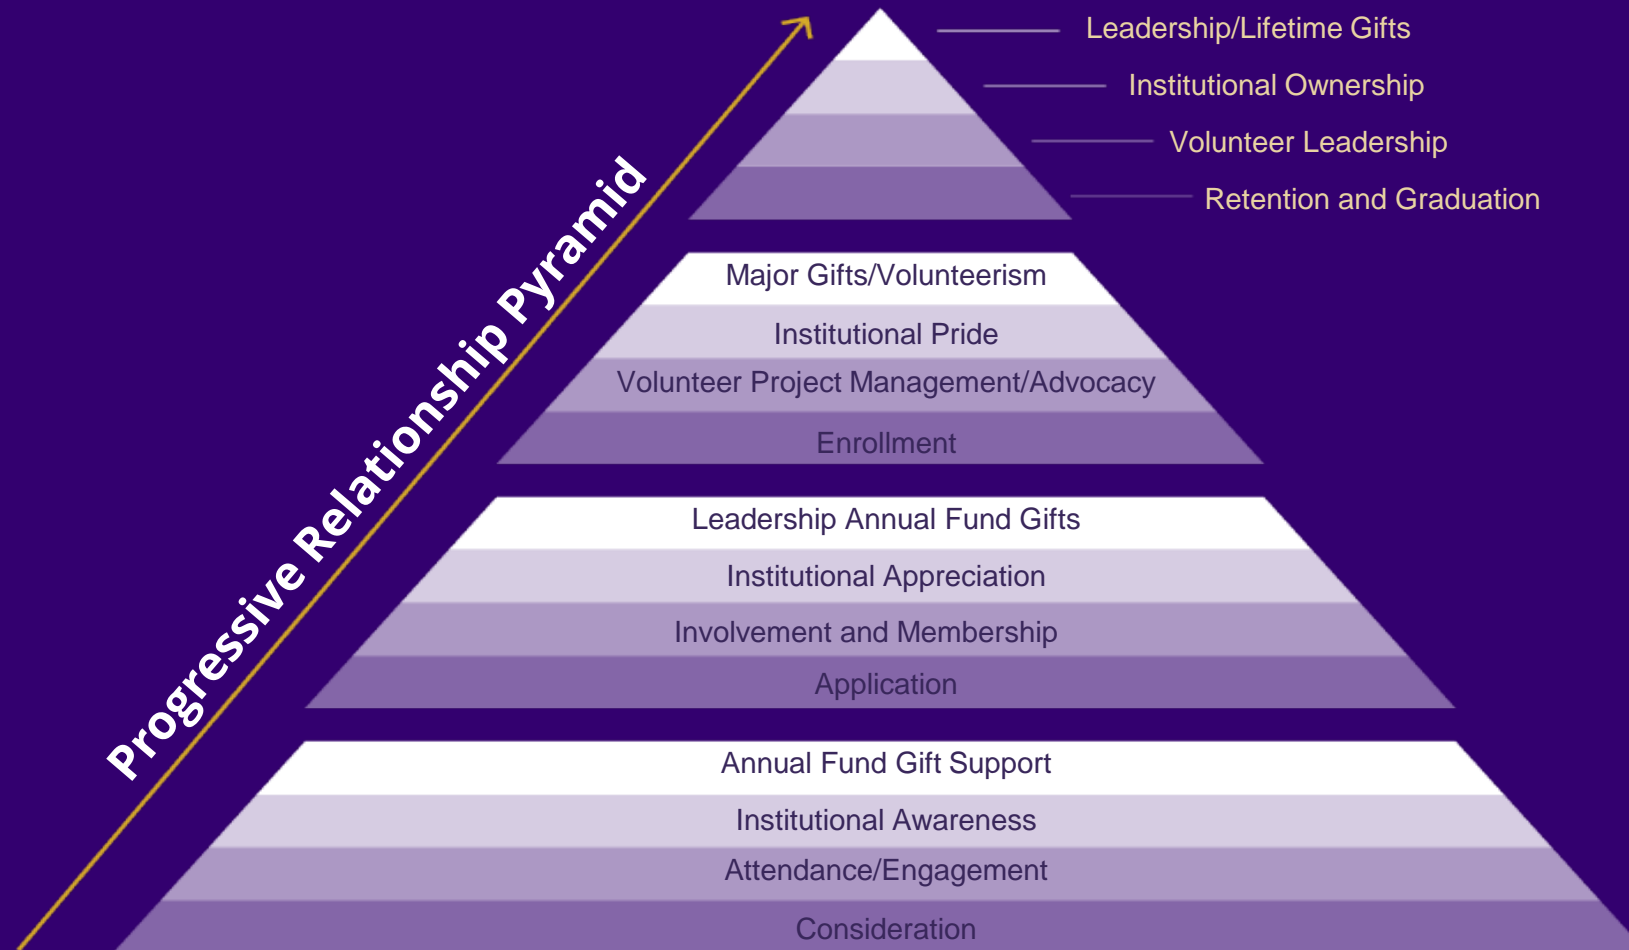 Progressive Relationship Pyramid
Leadership/Lifetime Gifts
Institutional Ownership
Volunteer Leadership
Retention and Graduation
Major Gifts/Volunteerism
Institutional Pride
Volunteer Project Management/Advocacy
Enrollment
Leadership Annual Fund Gifts
Institutional Appreciation
Involvement and Membership
Application
Annual Fund Gift Support
Institutional Awareness
Attendance/Engagement
Consideration